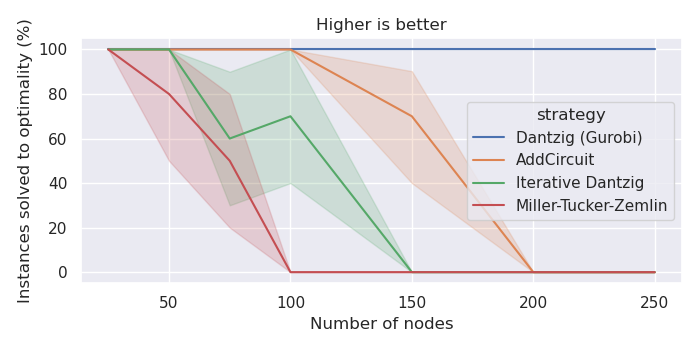 Higher is better
Instances solved to optimality (%)
100
80
60
40
20
0
strategy
Dantzig (Gurobi)
AddCircuit
Iterative Dantzig
Miller-Tucker-Zemlin
50
100
150
200
250
Number of nodes